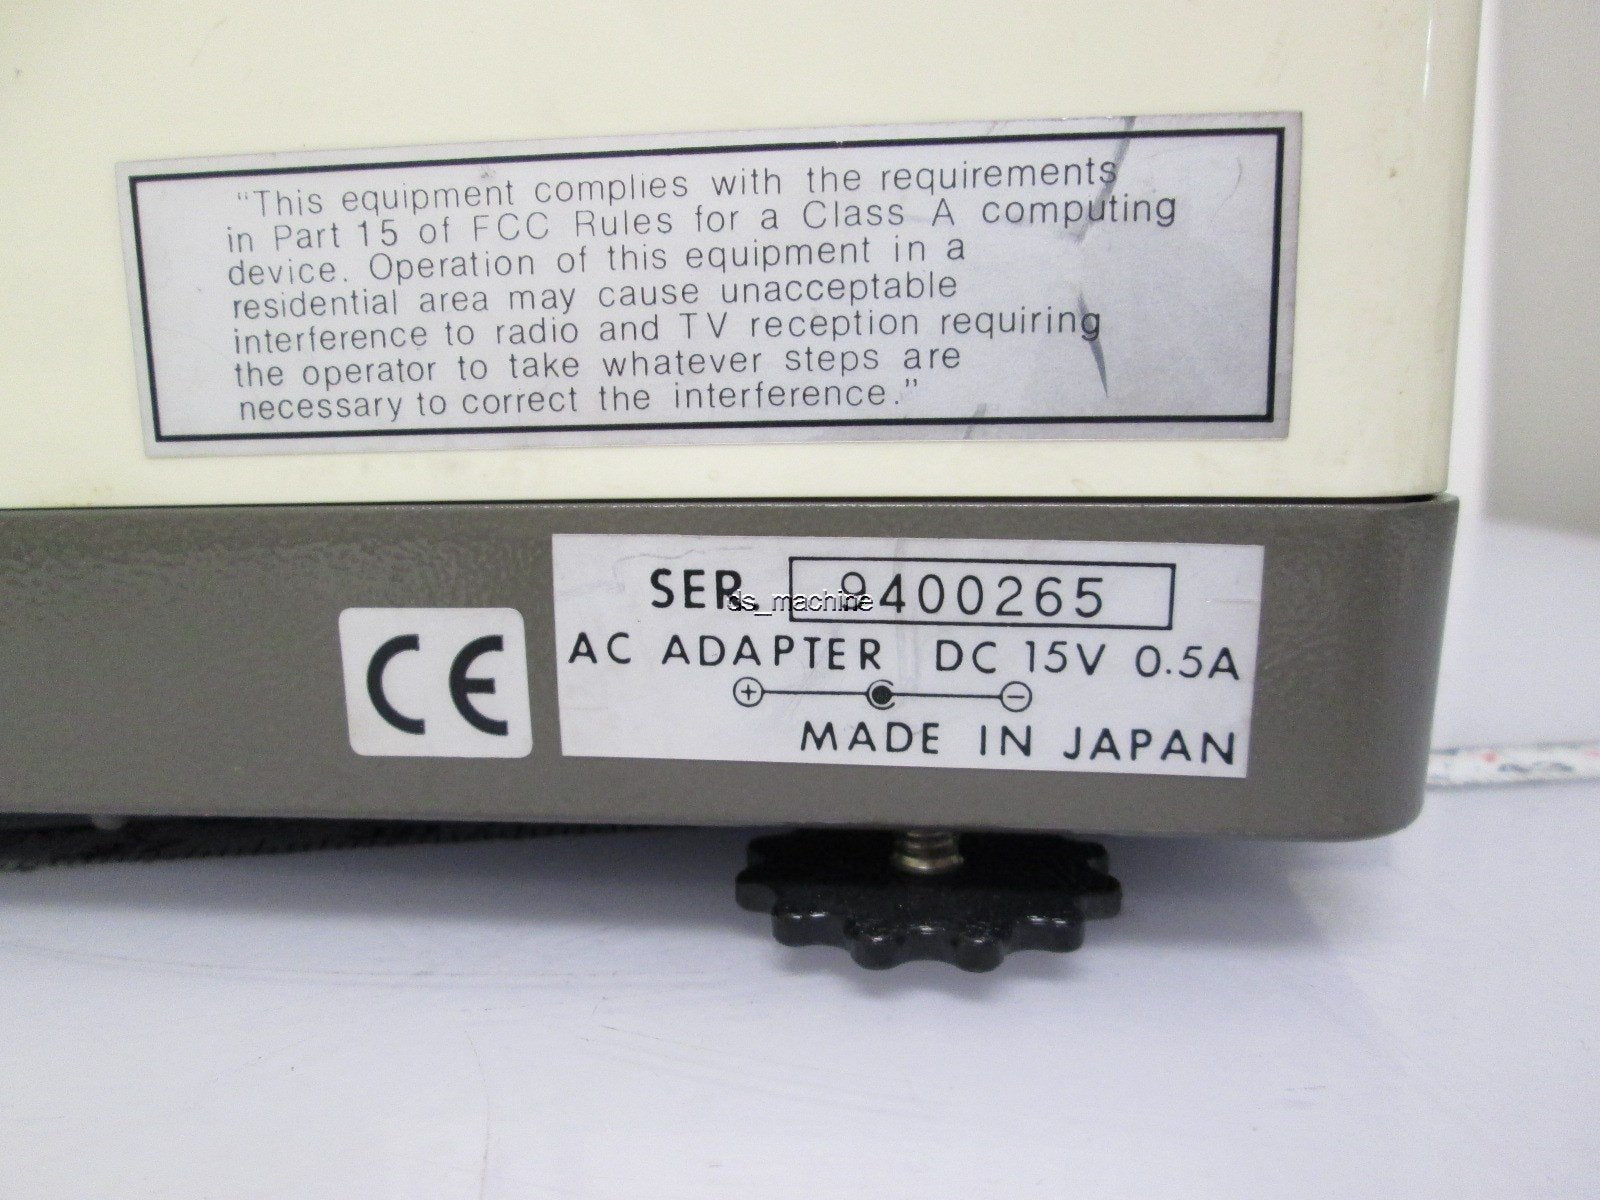 "This equipment complies with the requirements
in Part 15 of FCC Rules for a Class A computing
device. Operation of this equipment in a
residential area may cause unacceptable
interference to radio and TV reception requiring
the operator to take whatever steps are
necessary to correct the interference."
CE
SER. 9400265
ds_machine
AC ADAPTER DC 15V 0.5A
+ −
MADE IN JAPAN